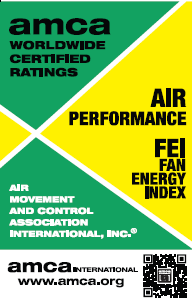 amca
WORLDWIDE
CERTIFIED
RATINGS
AIR
PERFORMANCE
FEI
FAN
ENERGY
INDEX
AIR
MOVEMENT
AND CONTROL
ASSOCIATION
INTERNATIONAL, INC.®
amca INTERNATIONAL
www.amca.org